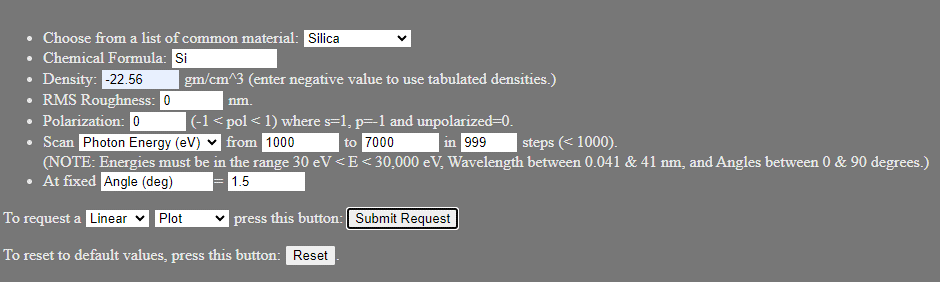 • Choose from a list of common material: Silica
• Chemical Formula: Si
• Density: -22.56 gm/cm^3 (enter negative value to use tabulated densities.)
• RMS Roughness: 0 nm.
• Polarization: 0 (-1 < pol < 1) where s=1, p=-1 and unpolarized=0.
• Scan Photon Energy (eV) from 1000 to 7000 in 999 steps (< 1000).
(NOTE: Energies must be in the range 30 eV < E < 30,000 eV, Wavelength between 0.041 & 41 nm, and Angles between 0 & 90 degrees.)
• At fixed Angle (deg) = 1.5
To request a Linear Plot press this button: Submit Request
To reset to default values, press this button: Reset.